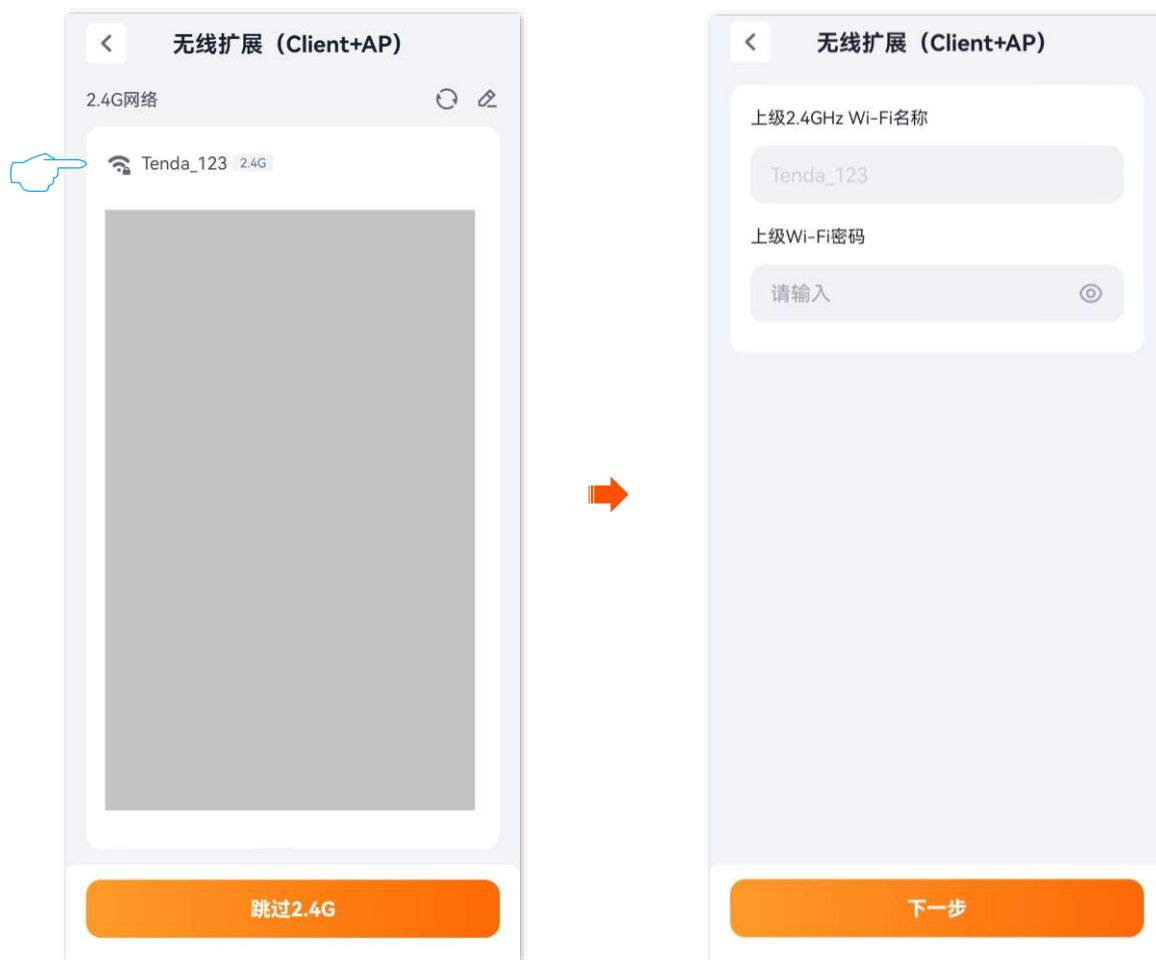 无线扩展（Client+AP）
2.4G网络
Tenda_123 2.4G
跳过2.4G
无线扩展（Client+AP）
上级2.4GHz Wi-Fi名称
Tenda_123
上级Wi-Fi密码
请输入
下一步